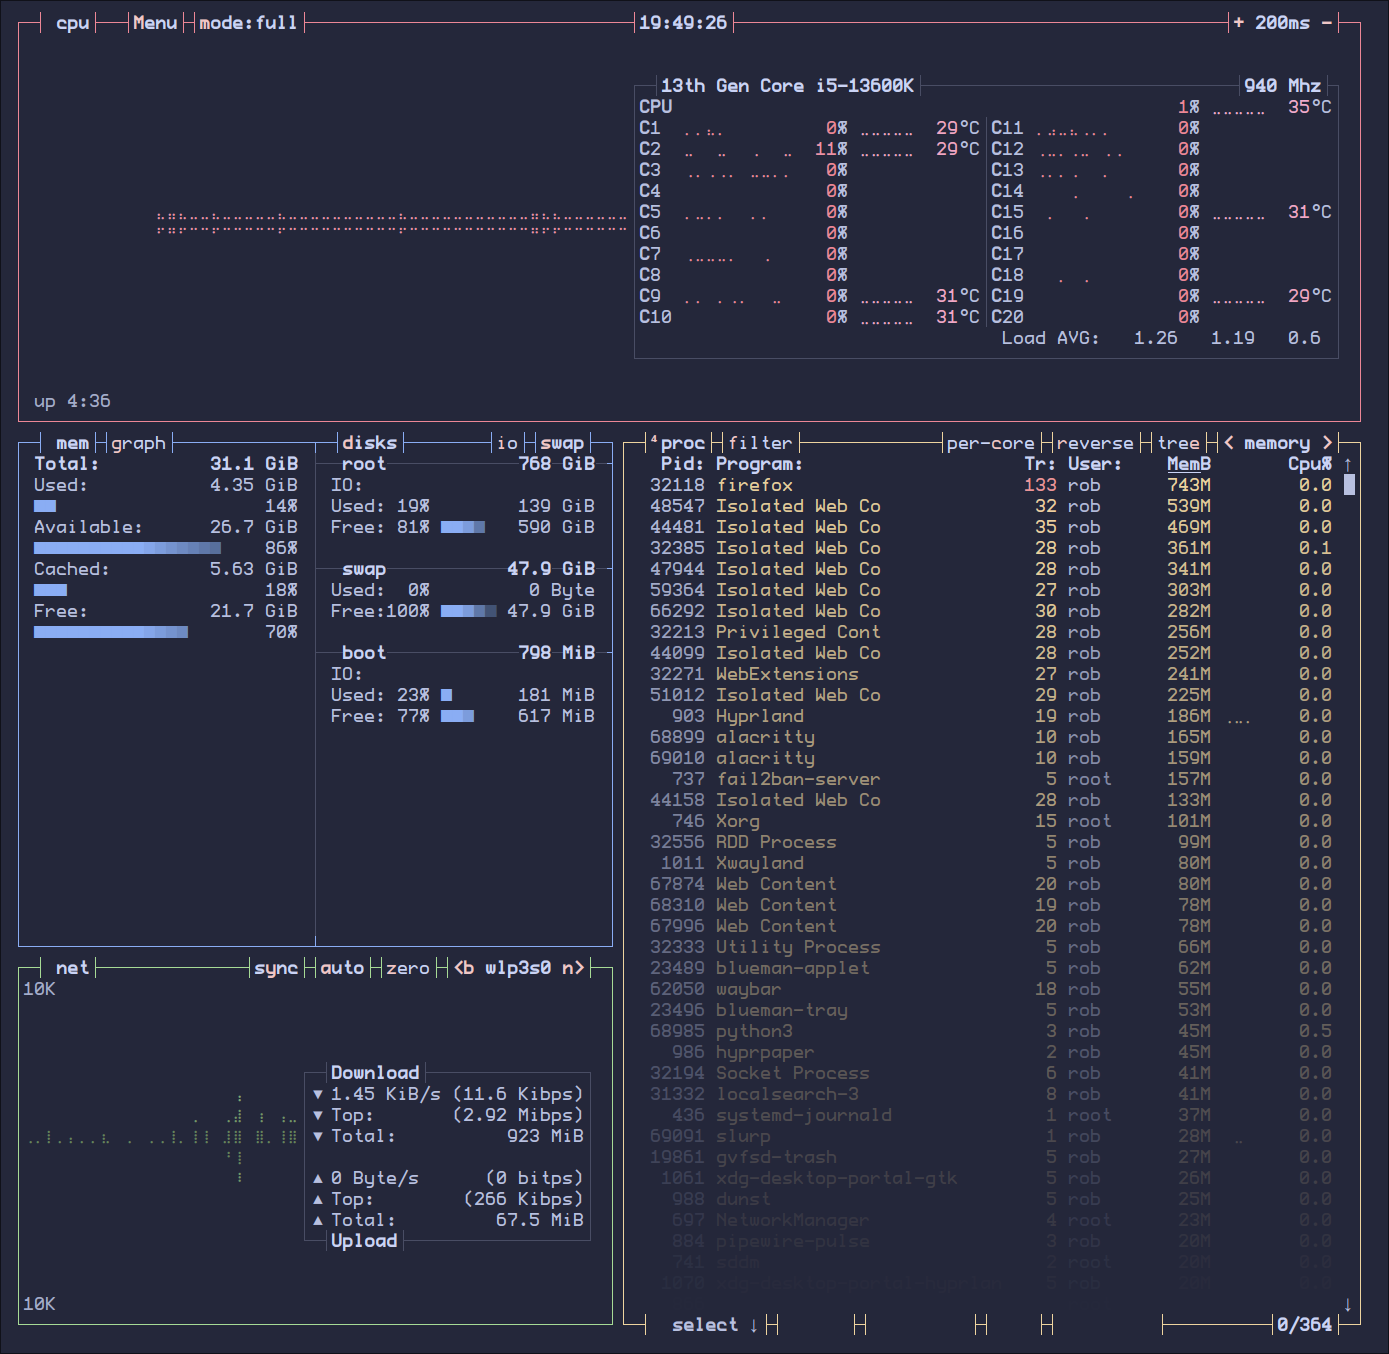 cpu Menu mode:full 19:49:26 + 200ms -
13th Gen Core i5-13600K 940 Mhz
CPU 1% 35°C
C1 0% 29°C C11 0%
C2 11% 29°C C12 0%
C3 0% C13 0%
C4 0% C14 0%
C5 0% C15 0% 31°C
C6 0% C16 0%
C7 0% C17 0%
C8 0% C18 0%
C9 0% 31°C C19 0% 29°C
C10 0% 31°C C20 0%
Load AVG: 1.26 1.19 0.6
up 4:36
mem graph
Total: 31.1 GiB
Used: 4.35 GiB
14%
Available: 26.7 GiB
86%
Cached: 5.63 GiB
18%
Free: 21.7 GiB
70%
disks io swap
root 768 GiB
IO:
Used: 19% 139 GiB
Free: 81% 590 GiB
swap 47.9 GiB
Used: 0% 0 Byte
Free:100% 47.9 GiB
boot 798 MiB
IO:
Used: 23% 181 MiB
Free: 77% 617 MiB
net sync auto zero <b wlp3s0 n>
10K
Download
▼ 1.45 KiB/s (11.6 Kibps)
▼ Top: (2.92 Mibps)
▼ Total: 923 MiB
▲ 0 Byte/s (0 bitps)
▲ Top: (266 Kibps)
▲ Total: 67.5 MiB
Upload
10K
⁴proc filter per-core reverse tree < memory >
Pid: Program: Tr: User: MemB Cpu% ↑
32118 firefox 133 rob 743M 0.0
48547 Isolated Web Co 32 rob 539M 0.0
44481 Isolated Web Co 35 rob 469M 0.0
32385 Isolated Web Co 28 rob 361M 0.1
47944 Isolated Web Co 28 rob 341M 0.0
59364 Isolated Web Co 27 rob 303M 0.0
66292 Isolated Web Co 30 rob 282M 0.0
32213 Privileged Cont 28 rob 256M 0.0
44099 Isolated Web Co 28 rob 252M 0.0
32271 WebExtensions 27 rob 241M 0.0
51012 Isolated Web Co 29 rob 225M 0.0
903 Hyprland 19 rob 186M 0.0
68899 alacritty 10 rob 165M 0.0
69010 alacritty 10 rob 159M 0.0
737 fail2ban-server 5 root 157M 0.0
44158 Isolated Web Co 28 rob 133M 0.0
746 Xorg 15 root 101M 0.0
32556 RDD Process 5 rob 99M 0.0
1011 Xwayland 5 rob 80M 0.0
67874 Web Content 20 rob 80M 0.0
68310 Web Content 19 rob 78M 0.0
67996 Web Content 20 rob 78M 0.0
32333 Utility Process 5 rob 66M 0.0
23489 blueman-applet 5 rob 62M 0.0
62050 waybar 18 rob 55M 0.0
23496 blueman-tray 5 rob 53M 0.0
68985 python3 3 rob 45M 0.5
986 hyprpaper 2 rob 45M 0.0
32194 Socket Process 6 rob 41M 0.0
31332 localsearch-3 8 rob 41M 0.0
436 systemd-journald 1 root 37M 0.0
69091 slurp 1 rob 28M 0.0
19861 gvfsd-trash 5 rob 27M 0.0
1061 xdg-desktop-portal-gtk 5 rob 26M 0.0
988 dunst 5 rob 25M 0.0
697 NetworkManager 4 root 23M 0.0
884 pipewire-pulse 3 rob 20M 0.0
741 sddm 2 root 20M 0.0
1070 xdg-desktop-portal-hyprlan 5 rob 0.0
↓
select ↓ 0/364